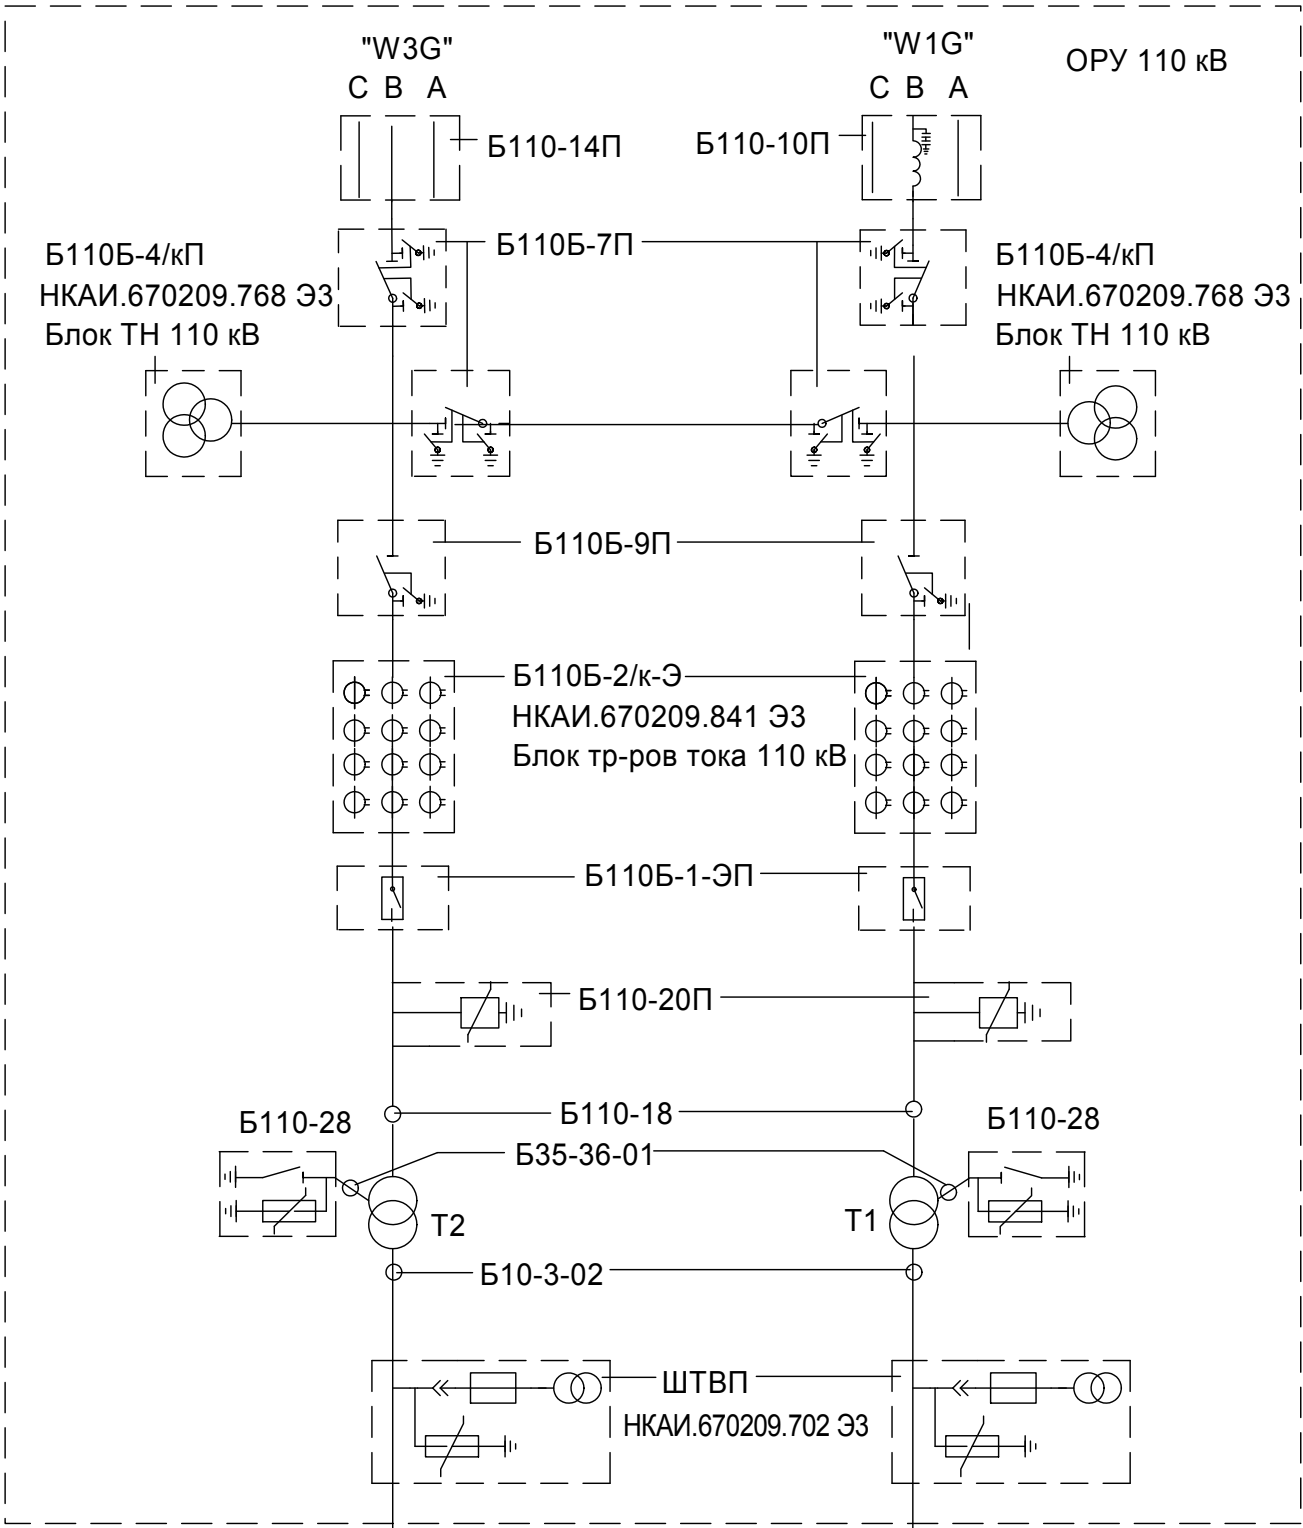 "W3G"
"W1G"
ОРУ 110 кВ
C B A
C B A
Б110-14П
Б110-10П
Б110Б-4/кП
НКАИ.670209.768 Э3
Блок ТН 110 кВ
Б110Б-7П
Б110Б-4/кП
НКАИ.670209.768 Э3
Блок ТН 110 кВ
Б110Б-9П
Б110Б-2/к-Э
НКАИ.670209.841 Э3
Блок тр-ров тока 110 кВ
Б110Б-1-ЭП
Б110-20П
Б110-28
Б110-18
Б110-28
Б35-36-01
Т2
Т1
Б10-3-02
ШТВП
НКАИ.670209.702 Э3